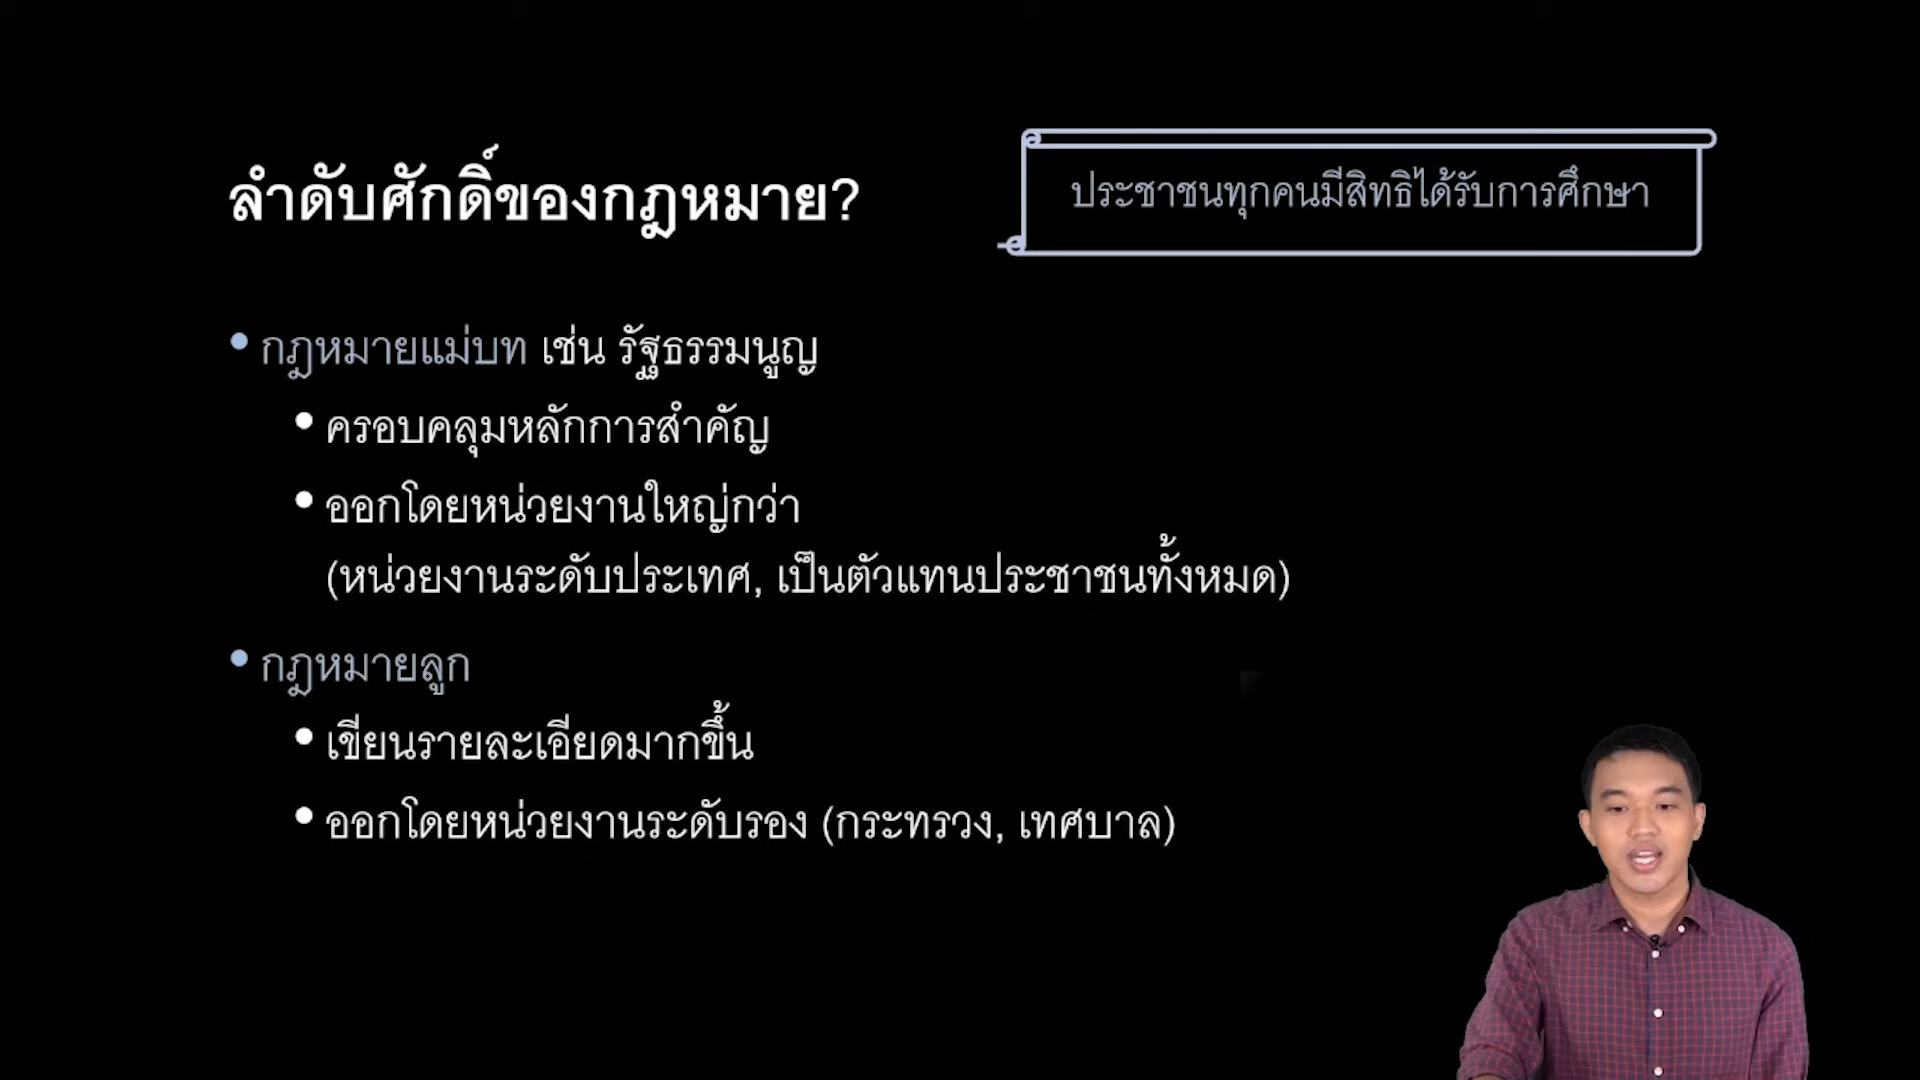 ลำดับศักดิ์ของกฎหมาย?
ประชาชนทุกคนมีสิทธิได้รับการศึกษา
• กฎหมายแม่บท เช่น รัฐธรรมนูญ
• ครอบคลุมหลักการสำคัญ
• ออกโดยหน่วยงานใหญ่กว่า
(หน่วยงานระดับประเทศ, เป็นตัวแทนประชาชนทั้งหมด)
• กฎหมายลูก
• เขียนรายละเอียดมากขึ้น
• ออกโดยหน่วยงานระดับรอง (กระทรวง, เทศบาล)